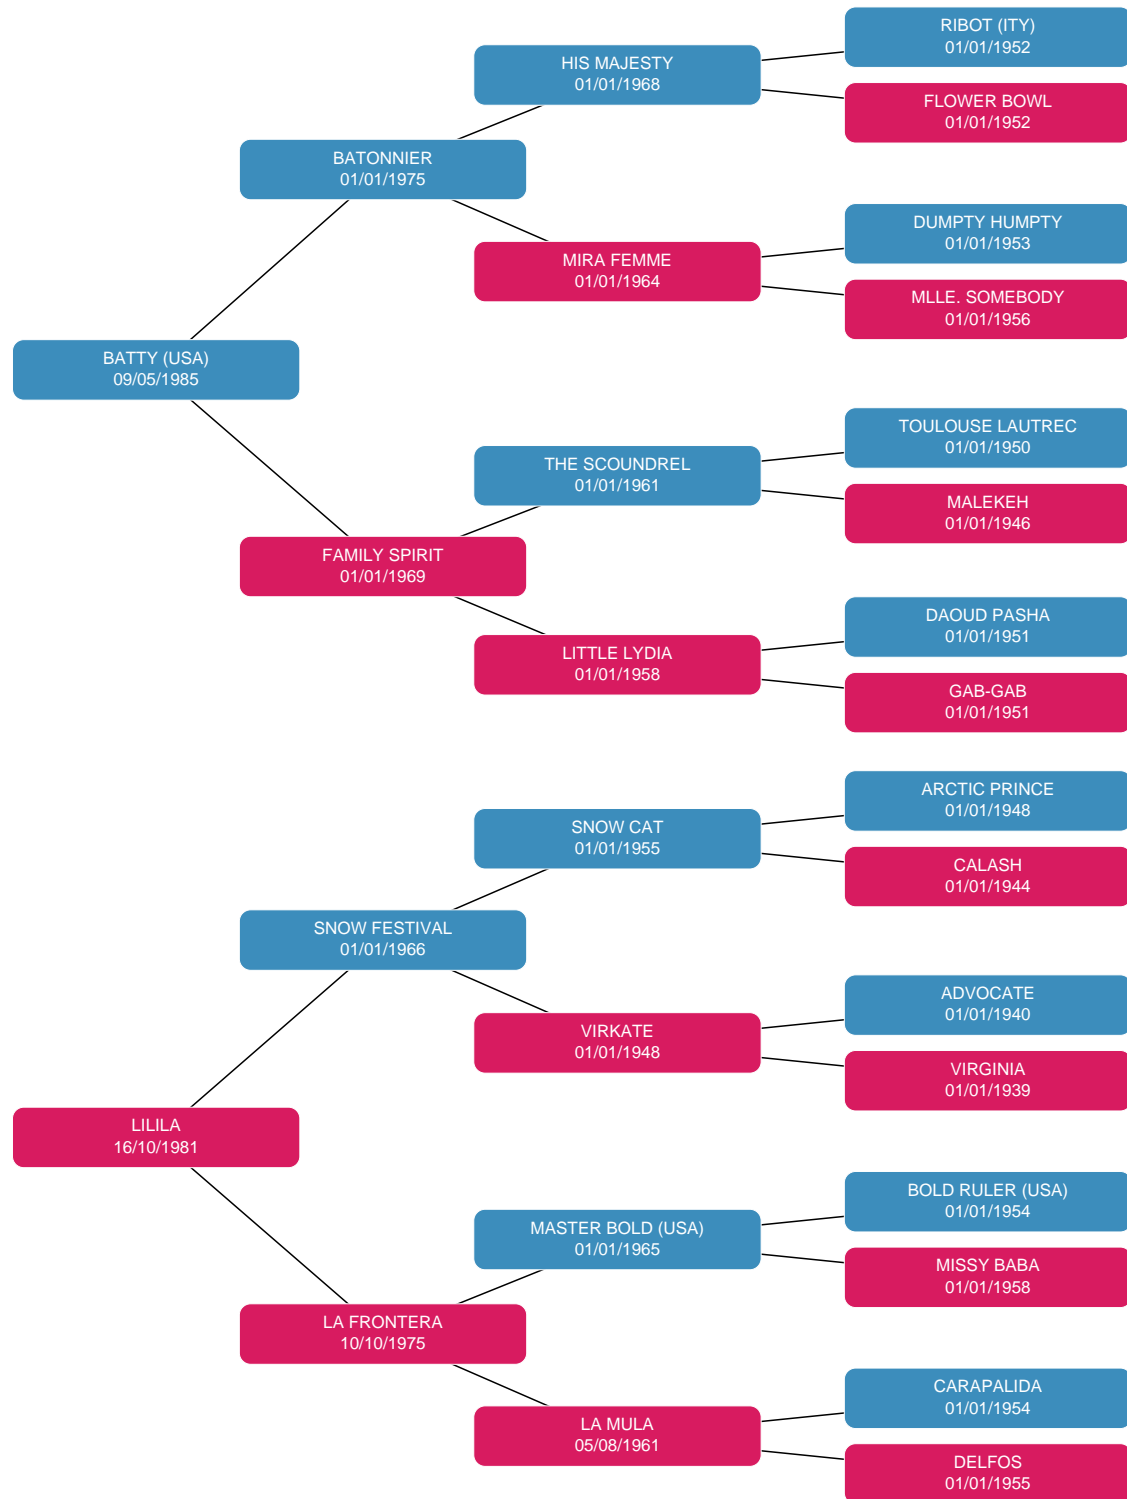 RIBOT (ITY)
01/01/1952
HIS MAJESTY
01/01/1968
FLOWER BOWL
01/01/1952
BATONNIER
01/01/1975
DUMPTY HUMPTY
01/01/1953
MIRA FEMME
01/01/1964
MLLE. SOMEBODY
01/01/1956
BATTY (USA)
09/05/1985
TOULOUSE LAUTREC
01/01/1950
THE SCOUNDREL
01/01/1961
MALEKEH
01/01/1946
FAMILY SPIRIT
01/01/1969
DAOUD PASHA
01/01/1951
LITTLE LYDIA
01/01/1958
GAB-GAB
01/01/1951
ARCTIC PRINCE
01/01/1948
SNOW CAT
01/01/1955
CALASH
01/01/1944
SNOW FESTIVAL
01/01/1966
ADVOCATE
01/01/1940
VIRKATE
01/01/1948
VIRGINIA
01/01/1939
LILILA
16/10/1981
BOLD RULER (USA)
01/01/1954
MASTER BOLD (USA)
01/01/1965
MISSY BABA
01/01/1958
LA FRONTERA
10/10/1975
CARAPALIDA
01/01/1954
LA MULA
05/08/1961
DELFOS
01/01/1955